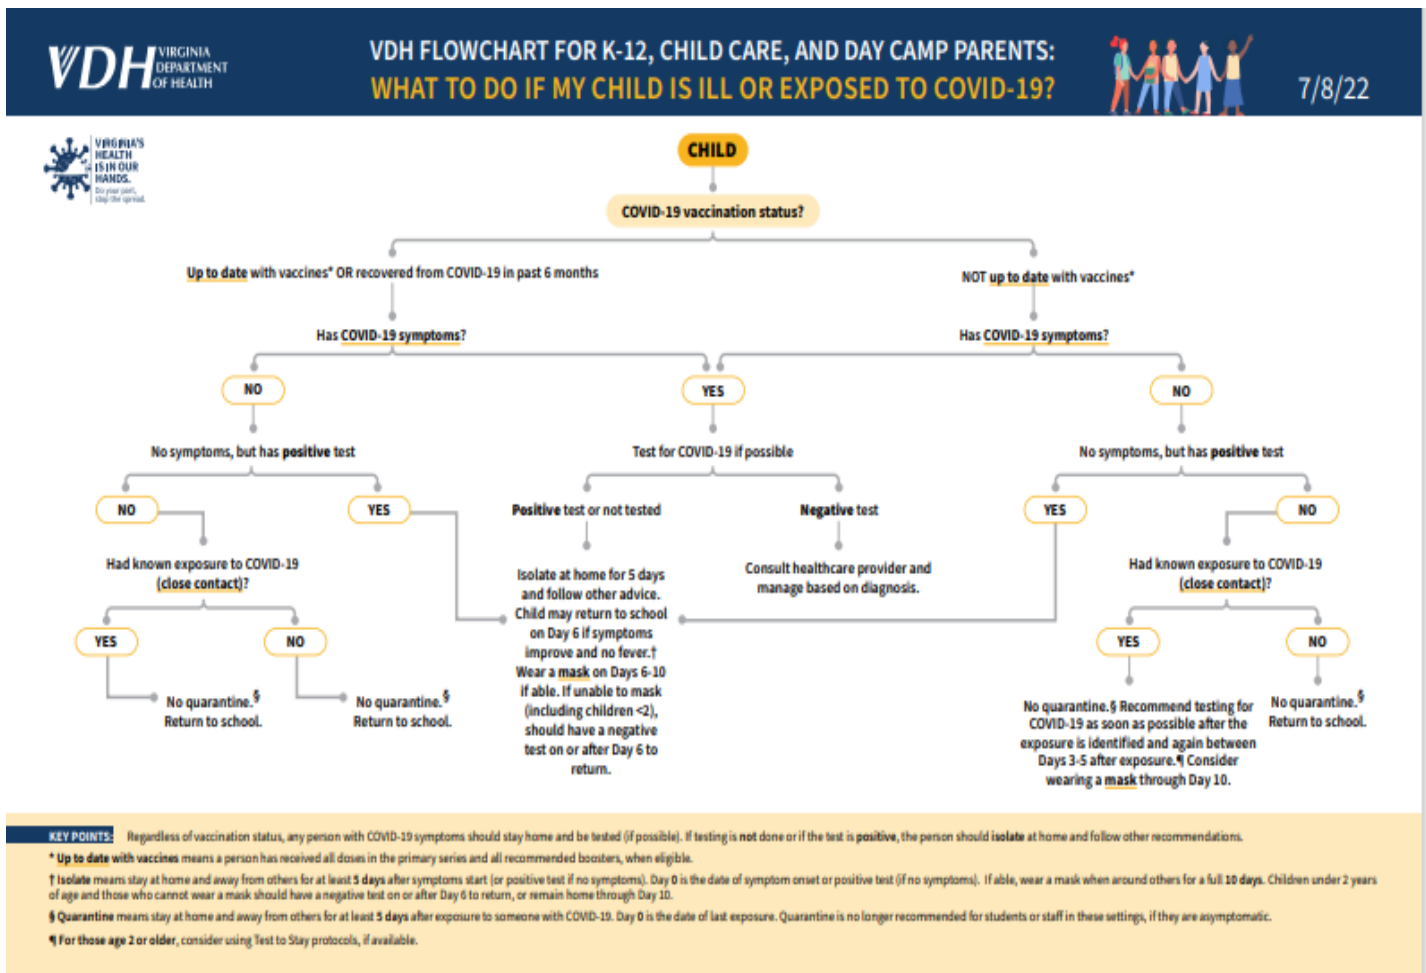 VDH VIRGINIA
DEPARTMENT
OF HEALTH
VDH FLOWCHART FOR K-12, CHILD CARE, AND DAY CAMP PARENTS:
WHAT TO DO IF MY CHILD IS ILL OR EXPOSED TO COVID-19?
7/8/22
VIRGINIA'S
HEALTH
IS IN OUR
HANDS.
Do your part,
stop the spread.
CHILD
COVID-19 vaccination status?
Up to date with vaccines* OR recovered from COVID-19 in past 6 months
NOT up to date with vaccines*
Has COVID-19 symptoms?
Has COVID-19 symptoms?
NO
YES
NO
No symptoms, but has positive test
Test for COVID-19 if possible
No symptoms, but has positive test
NO
YES
Positive test or not tested
Negative test
YES
NO
Had known exposure to COVID-19
(close contact)?
Isolate at home for 5 days
and follow other advice.
Child may return to school
on Day 6 if symptoms
improve and no fever.†
Wear a mask on Days 6-10
if able. If unable to mask
(including children <2),
should have a negative
test on or after Day 6 to
return.
Consult healthcare provider and
manage based on diagnosis.
Had known exposure to COVID-19
(close contact)?
YES
NO
YES
NO
No quarantine.§
Return to school.
No quarantine.§
Return to school.
No quarantine.§ Recommend testing for
COVID-19 as soon as possible after the
exposure is identified and again between
Days 3-5 after exposure.¶ Consider
wearing a mask through Day 10.
No quarantine.§
Return to school.
KEY POINTS: Regardless of vaccination status, any person with COVID-19 symptoms should stay home and be tested (if possible). If testing is not done or if the test is positive, the person should isolate at home and follow other recommendations.
* Up to date with vaccines means a person has received all doses in the primary series and all recommended boosters, when eligible.
† Isolate means stay at home and away from others for at least 5 days after symptoms start (or positive test if no symptoms). Day 0 is the date of symptom onset or positive test (if no symptoms). If able, wear a mask when around others for a full 10 days. Children under 2 years
of age and those who cannot wear a mask should have a negative test on or after Day 6 to return, or remain home through Day 10.
§ Quarantine means stay at home and away from others for at least 5 days after exposure to someone with COVID-19. Day 0 is the date of last exposure. Quarantine is no longer recommended for students or staff in these settings, if they are asymptomatic.
¶ For those age 2 or older, consider using Test to Stay protocols, if available.